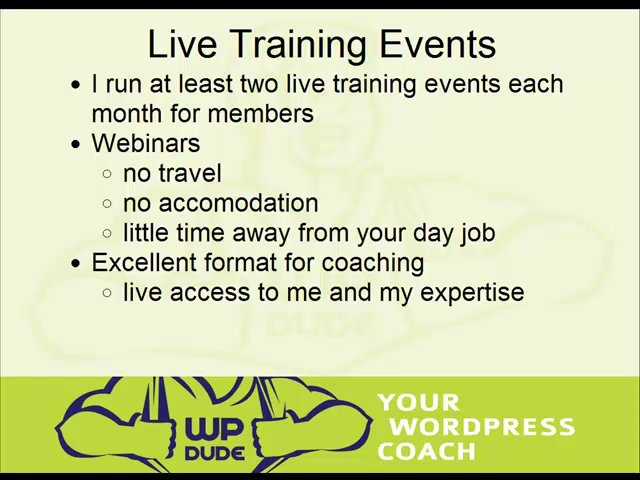 Live Training Events
• I run at least two live training events each
month for members
• Webinars
○ no travel
○ no accomodation
○ little time away from your day job
• Excellent format for coaching
○ live access to me and my expertise
DUDE
WP
DUDE
YOUR
WORDPRESS
COACH